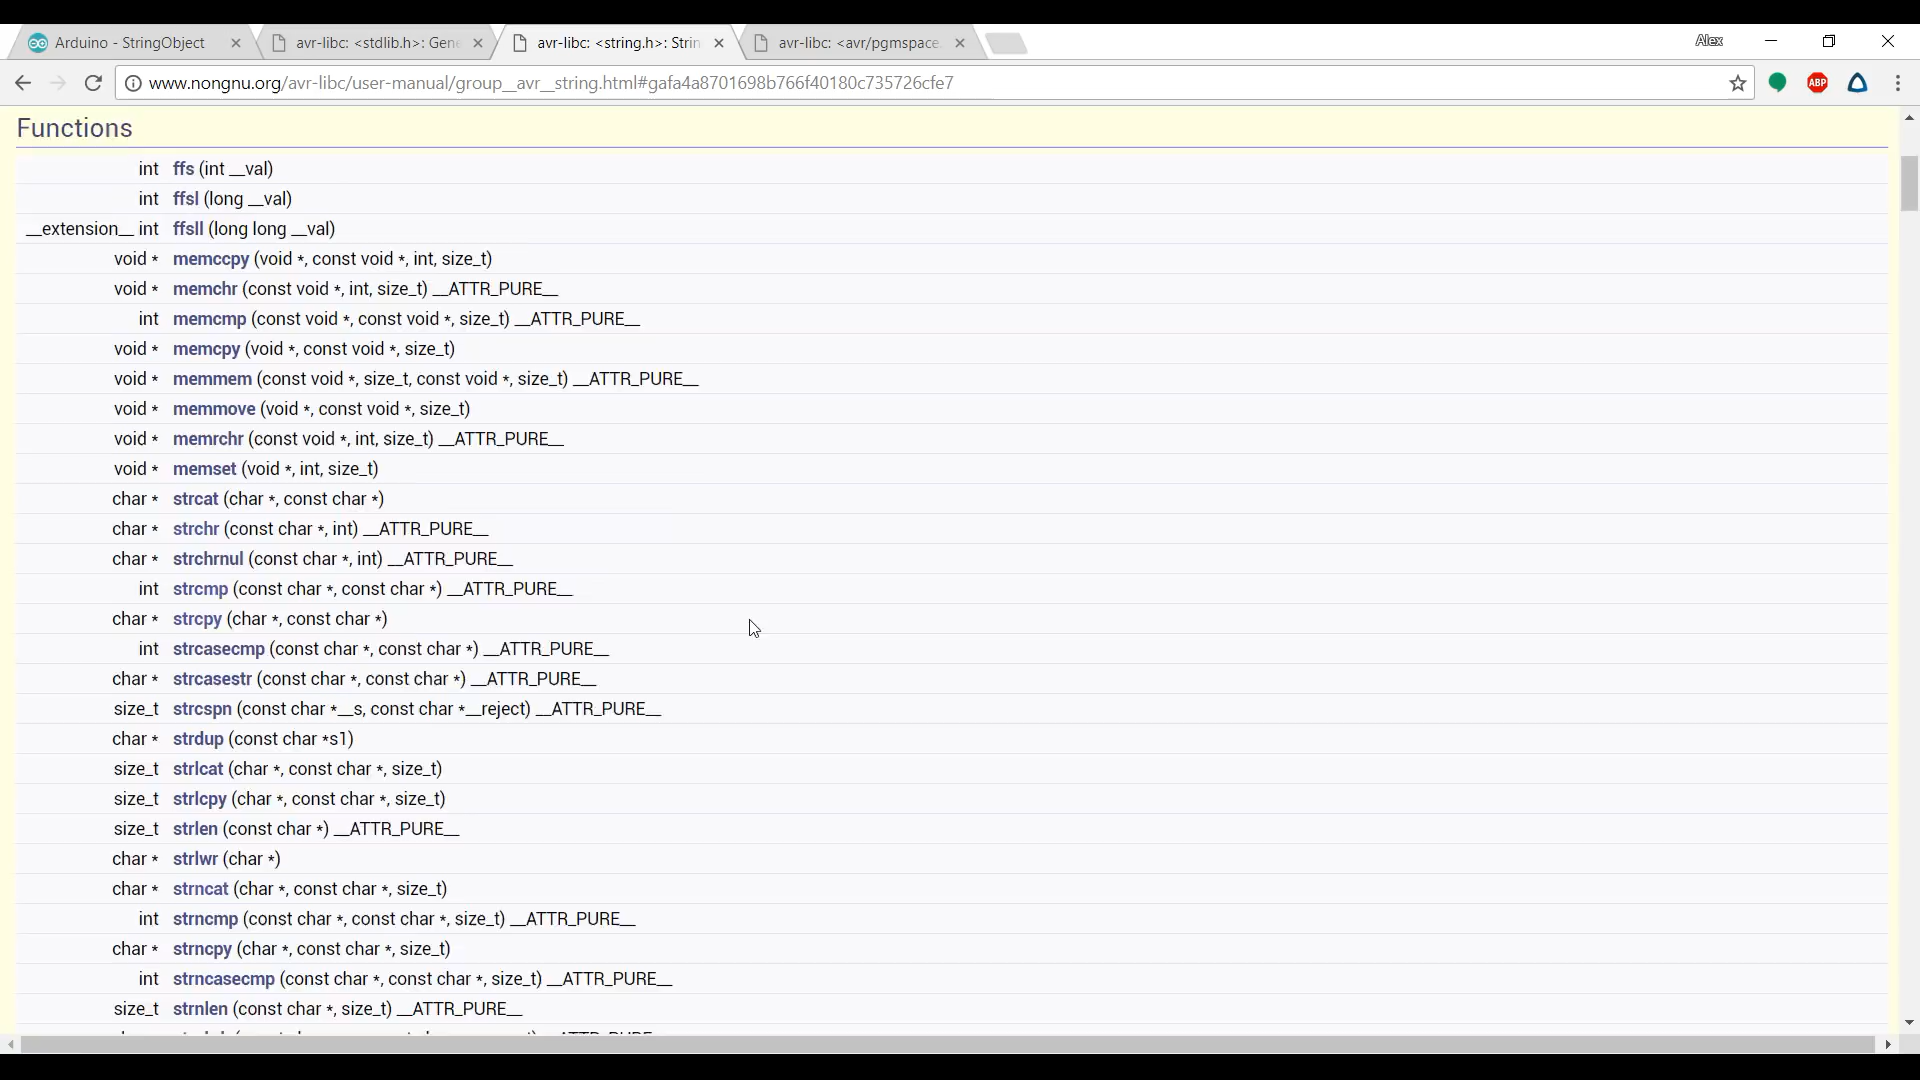 Arduino - StringObject
avr-libc: <stdlib.h>: Gene
avr-libc: <string.h>: Strin
avr-libc: <avr/pgmspace.
Alex
www.nongnu.org/avr-libc/user-manual/group__avr__string.html#gafa4a8701698b766f40180c735726cfe7
ABP
Functions
int ffs (int __val)
int ffsl (long __val)
__extension__ int ffsll (long long __val)
void * memccpy (void *, const void *, int, size_t)
void * memchr (const void *, int, size_t) __ATTR_PURE__
int memcmp (const void *, const void *, size_t) __ATTR_PURE__
void * memcpy (void *, const void *, size_t)
void * memmem (const void *, size_t, const void *, size_t) __ATTR_PURE__
void * memmove (void *, const void *, size_t)
void * memrchr (const void *, int, size_t) __ATTR_PURE__
void * memset (void *, int, size_t)
char * strcat (char *, const char *)
char * strchr (const char *, int) __ATTR_PURE__
char * strchrnul (const char *, int) __ATTR_PURE__
int strcmp (const char *, const char *) __ATTR_PURE__
char * strcpy (char *, const char *)
int strcasecmp (const char *, const char *) __ATTR_PURE__
char * strcasestr (const char *, const char *) __ATTR_PURE__
size_t strcspn (const char *__s, const char *__reject) __ATTR_PURE__
char * strdup (const char *s1)
size_t strlcat (char *, const char *, size_t)
size_t strlcpy (char *, const char *, size_t)
size_t strlen (const char *) __ATTR_PURE__
char * strlwr (char *)
char * strncat (char *, const char *, size_t)
int strncmp (const char *, const char *, size_t) __ATTR_PURE__
char * strncpy (char *, const char *, size_t)
int strncasecmp (const char *, const char *, size_t) __ATTR_PURE__
size_t strnlen (const char *, size_t) __ATTR_PURE__